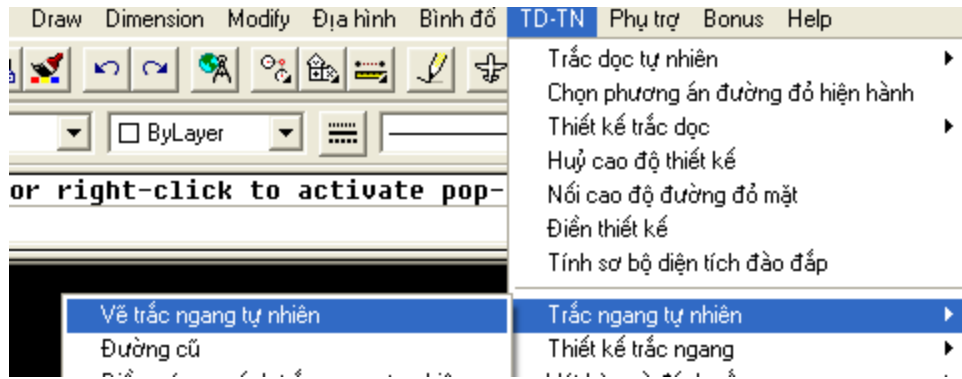 Draw Dimension Modify Địa hình Bình đồ TD-TN Phụ trợ Bonus Help
ByLayer
or right-click to activate pop-
Trắc dọc tự nhiên
Chọn phương án đường đỏ hiện hành
Thiết kế trắc dọc
Huỷ cao độ thiết kế
Nối cao độ đường đỏ mặt
Điền thiết kế
Tính sơ bộ diện tích đào đắp
Trắc ngang tự nhiên
Thiết kế trắc ngang
Vẽ trắc ngang tự nhiên
Đường cũ